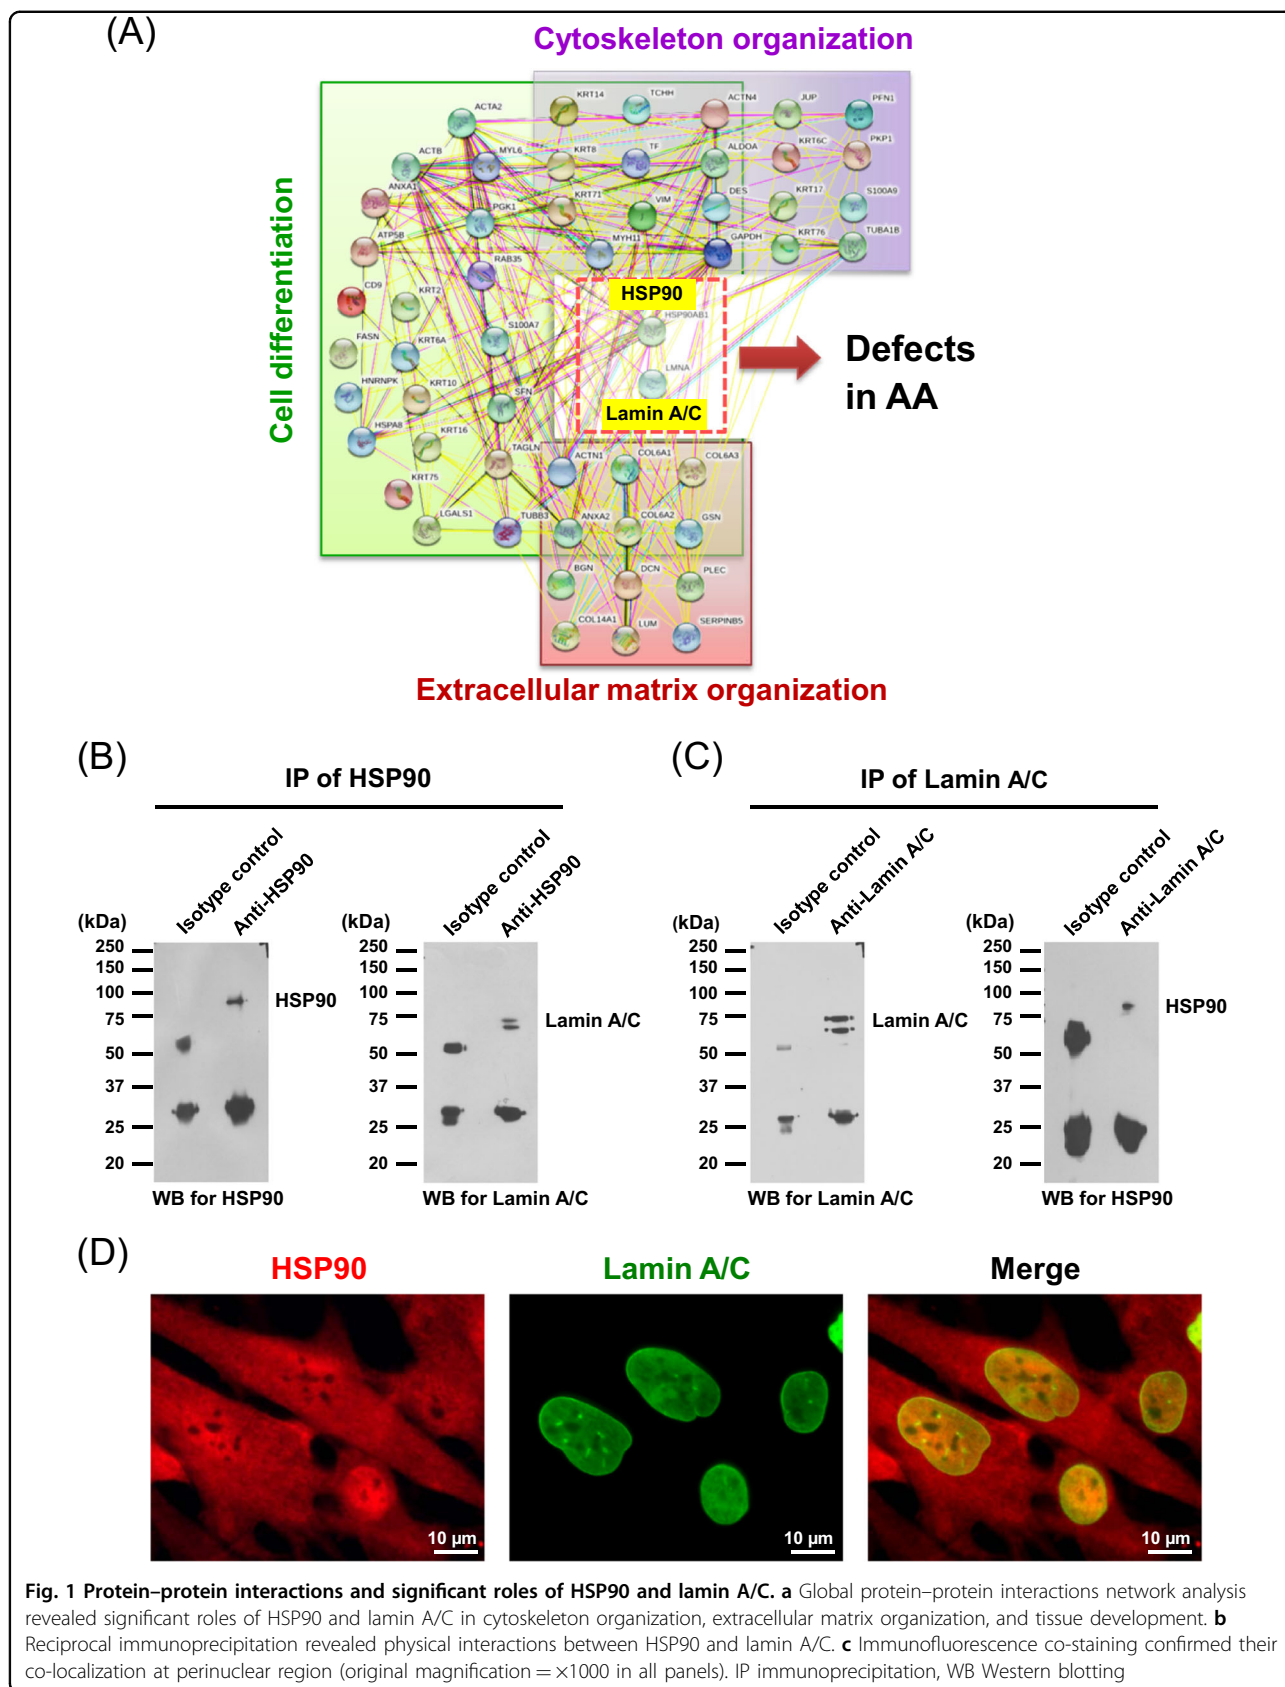 (A)
Cytoskeleton organization
Cell differentiation
KRT14
TCHH
ACTN4
JUP
PFN1
ACTA2
ACTB
MYL6
KRT8
TF
ALDOA
KRT6C
PKP1
ANXA1
PGK1
KRT71
VIM
DES
KRT17
S100A9
ATP5B
RAB35
MYH11
GAPDH
KRT76
TUBA1B
CD9
KRT2
HSP90
HSP90AB1
FASN
KRT6A
S100A7
LMNA
Defects
in AA
HNRNPK
KRT10
SFN
Lamin A/C
HSPA8
KRT16
TAGLN
ACTN1
COL6A1
COL6A3
KRT75
LGALS1
TUBB3
ANXA2
COL6A2
GSN
BGN
DCN
PLEC
COL14A1
LUM
SERPINB5
Extracellular matrix organization
(B)
IP of HSP90
Isotype control
Anti-HSP90
(kDa)
250
150
100
75
50
37
25
20
HSP90
WB for HSP90
Isotype control
Anti-HSP90
(kDa)
250
150
100
75
50
37
25
20
Lamin A/C
WB for Lamin A/C
(C)
IP of Lamin A/C
Isotype control
Anti-Lamin A/C
(kDa)
250
150
100
75
50
37
25
20
Lamin A/C
WB for Lamin A/C
Isotype control
Anti-Lamin A/C
(kDa)
250
150
100
75
50
37
25
20
HSP90
WB for HSP90
(D)
HSP90
Lamin A/C
Merge
10 µm
10 µm
10 µm
Fig. 1 Protein–protein interactions and significant roles of HSP90 and lamin A/C. a Global protein–protein interactions network analysis
revealed significant roles of HSP90 and lamin A/C in cytoskeleton organization, extracellular matrix organization, and tissue development. b
Reciprocal immunoprecipitation revealed physical interactions between HSP90 and lamin A/C. c Immunofluorescence co-staining confirmed their
co-localization at perinuclear region (original magnification = ×1000 in all panels). IP immunoprecipitation, WB Western blotting